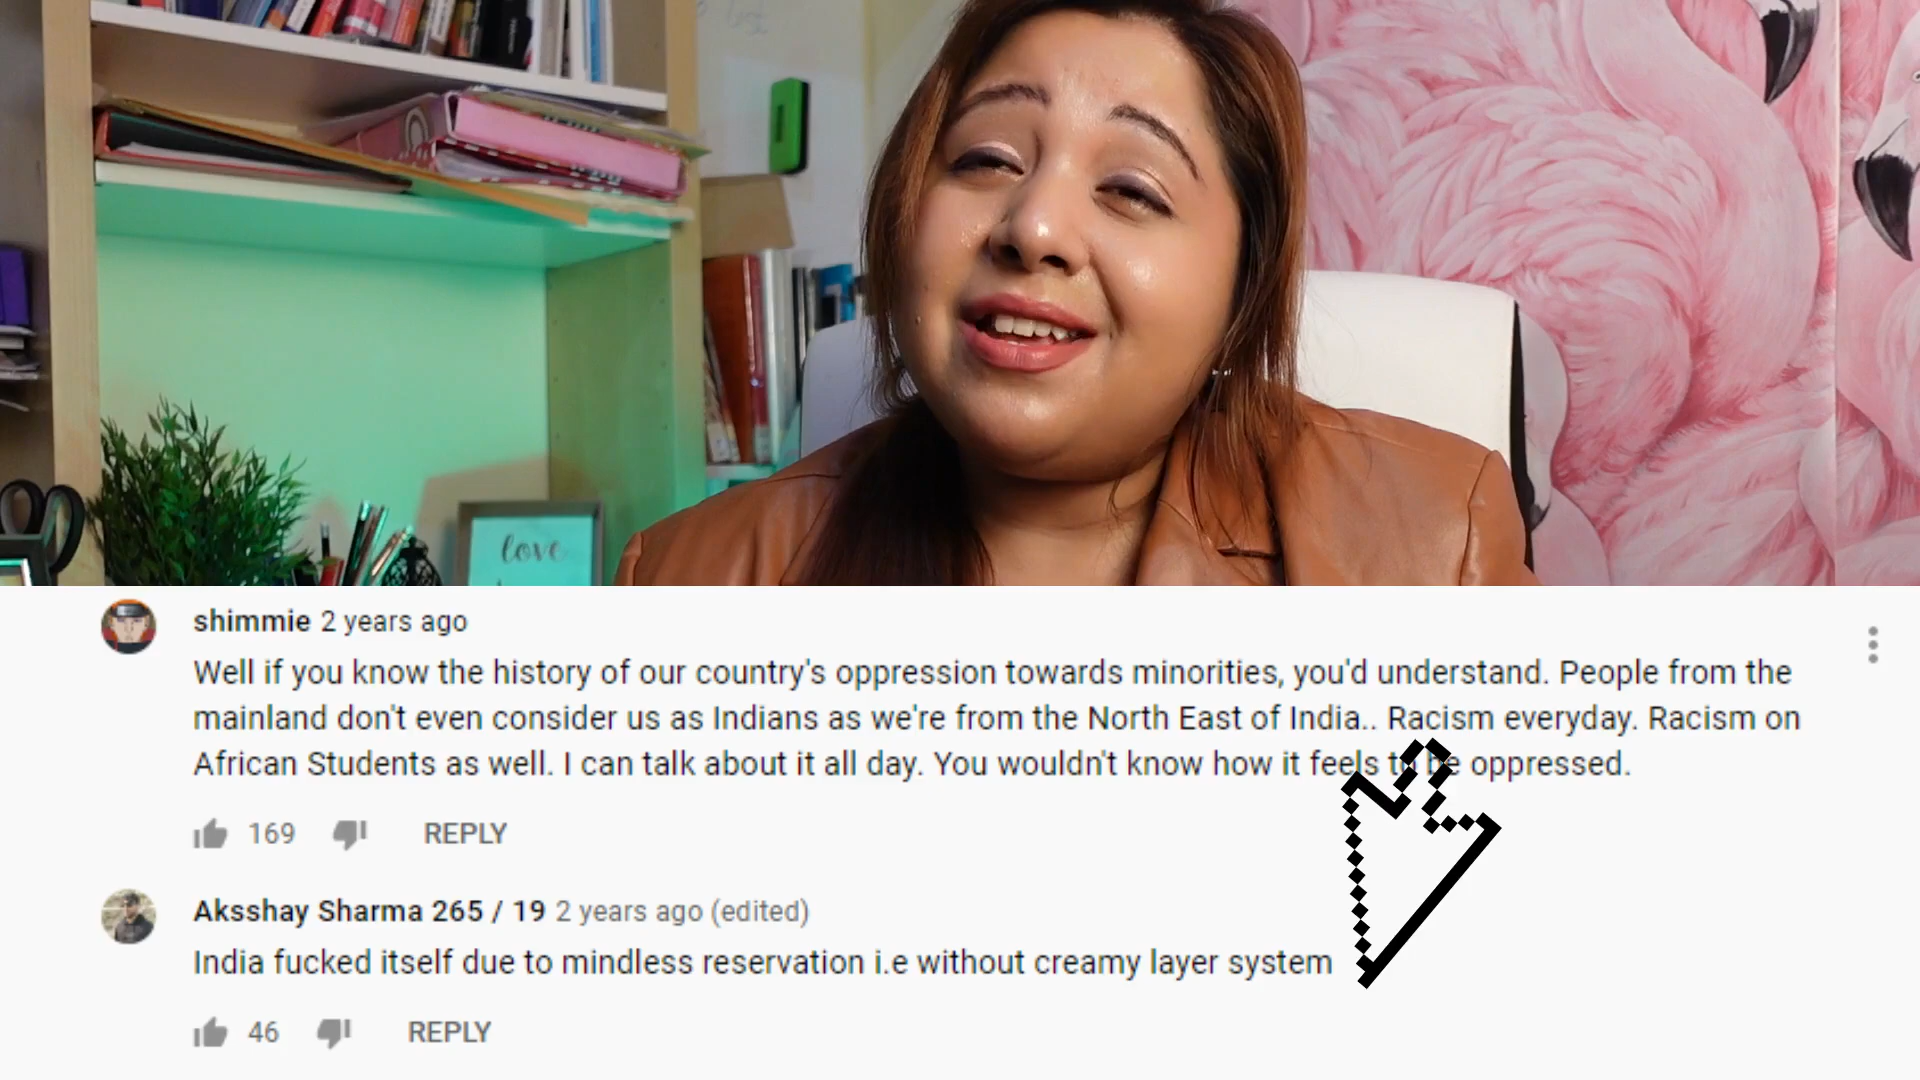 love
shimmie 2 years ago
Well if you know the history of our country's oppression towards minorities, you'd understand. People from the
mainland don't even consider us as Indians as we're from the North East of India.. Racism everyday. Racism on
African Students as well. I can talk about it all day. You wouldn't know how it feels to be oppressed.
169 REPLY
Aksshay Sharma 265 / 19 2 years ago (edited)
India fucked itself due to mindless reservation i.e without creamy layer system
46 REPLY